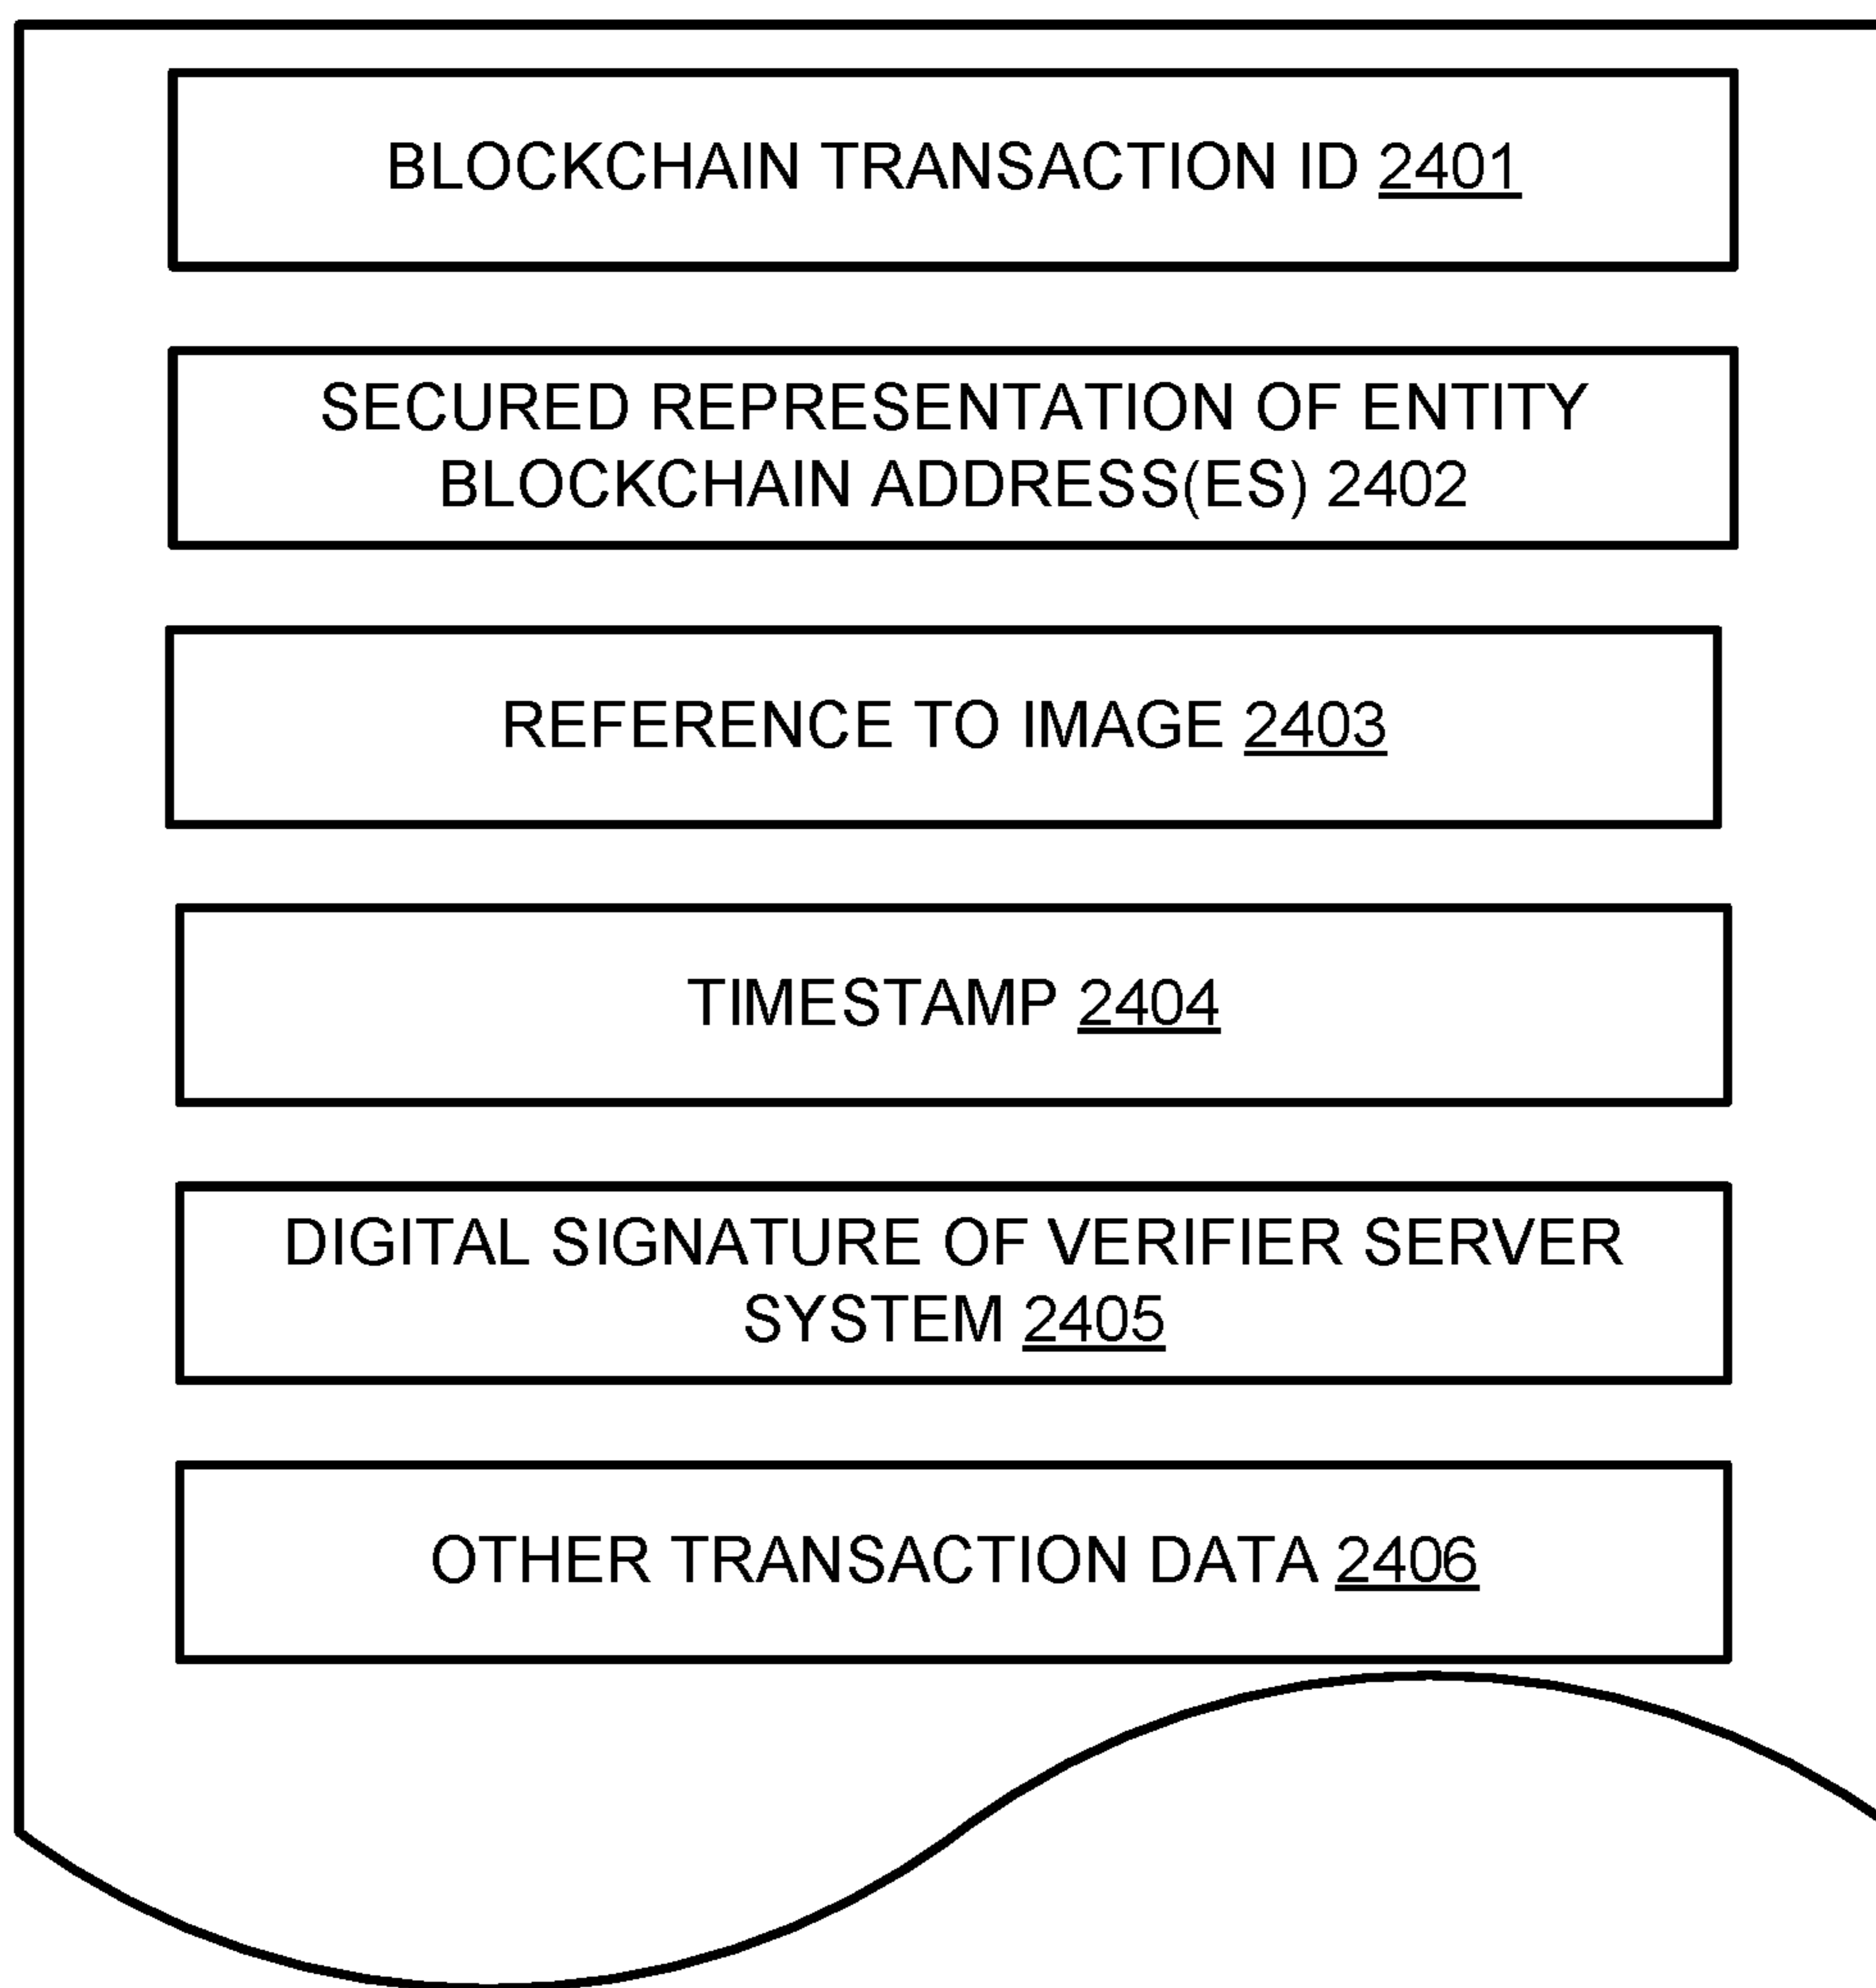 BLOCKCHAIN TRANSACTION ID 2401
SECURED REPRESENTATION OF ENTITY
BLOCKCHAIN ADDRESS(ES) 2402
REFERENCE TO IMAGE 2403
TIMESTAMP 2404
DIGITAL SIGNATURE OF VERIFIER SERVER
SYSTEM 2405
OTHER TRANSACTION DATA 2406